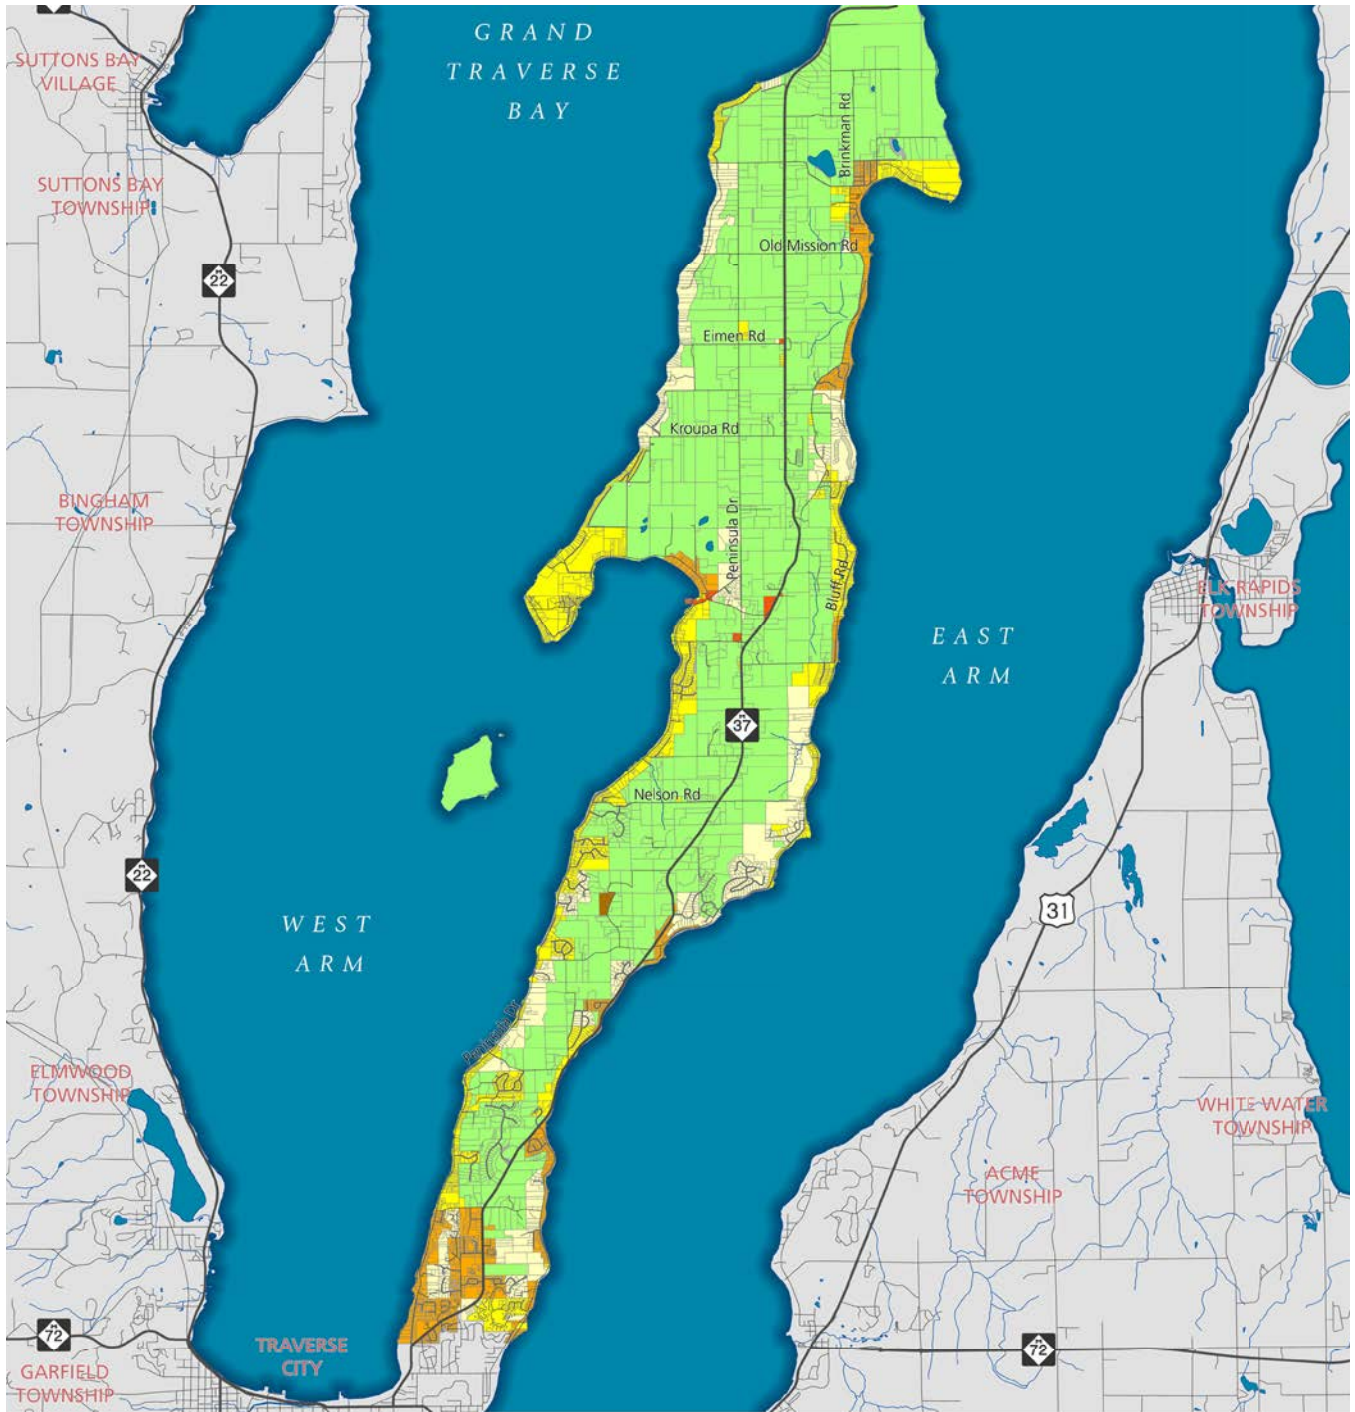 GRAND
TRAVERSE
BAY
SUTTONS BAY
VILLAGE
Brinkman Rd
SUTTONS BAY
TOWNSHIP
Old Mission Rd
M
22
Eimen Rd
Kroupa Rd
BINGHAM
TOWNSHIP
Peninsula Dr
Bluff Rd
ELK RAPIDS
TOWNSHIP
EAST
ARM
M
37
Nelson Rd
M
22
31
WEST
ARM
Peninsula Dr
ELMWOOD
TOWNSHIP
WHITE WATER
TOWNSHIP
ACME
TOWNSHIP
M
72
TRAVERSE
CITY
M
72
GARFIELD
TOWNSHIP